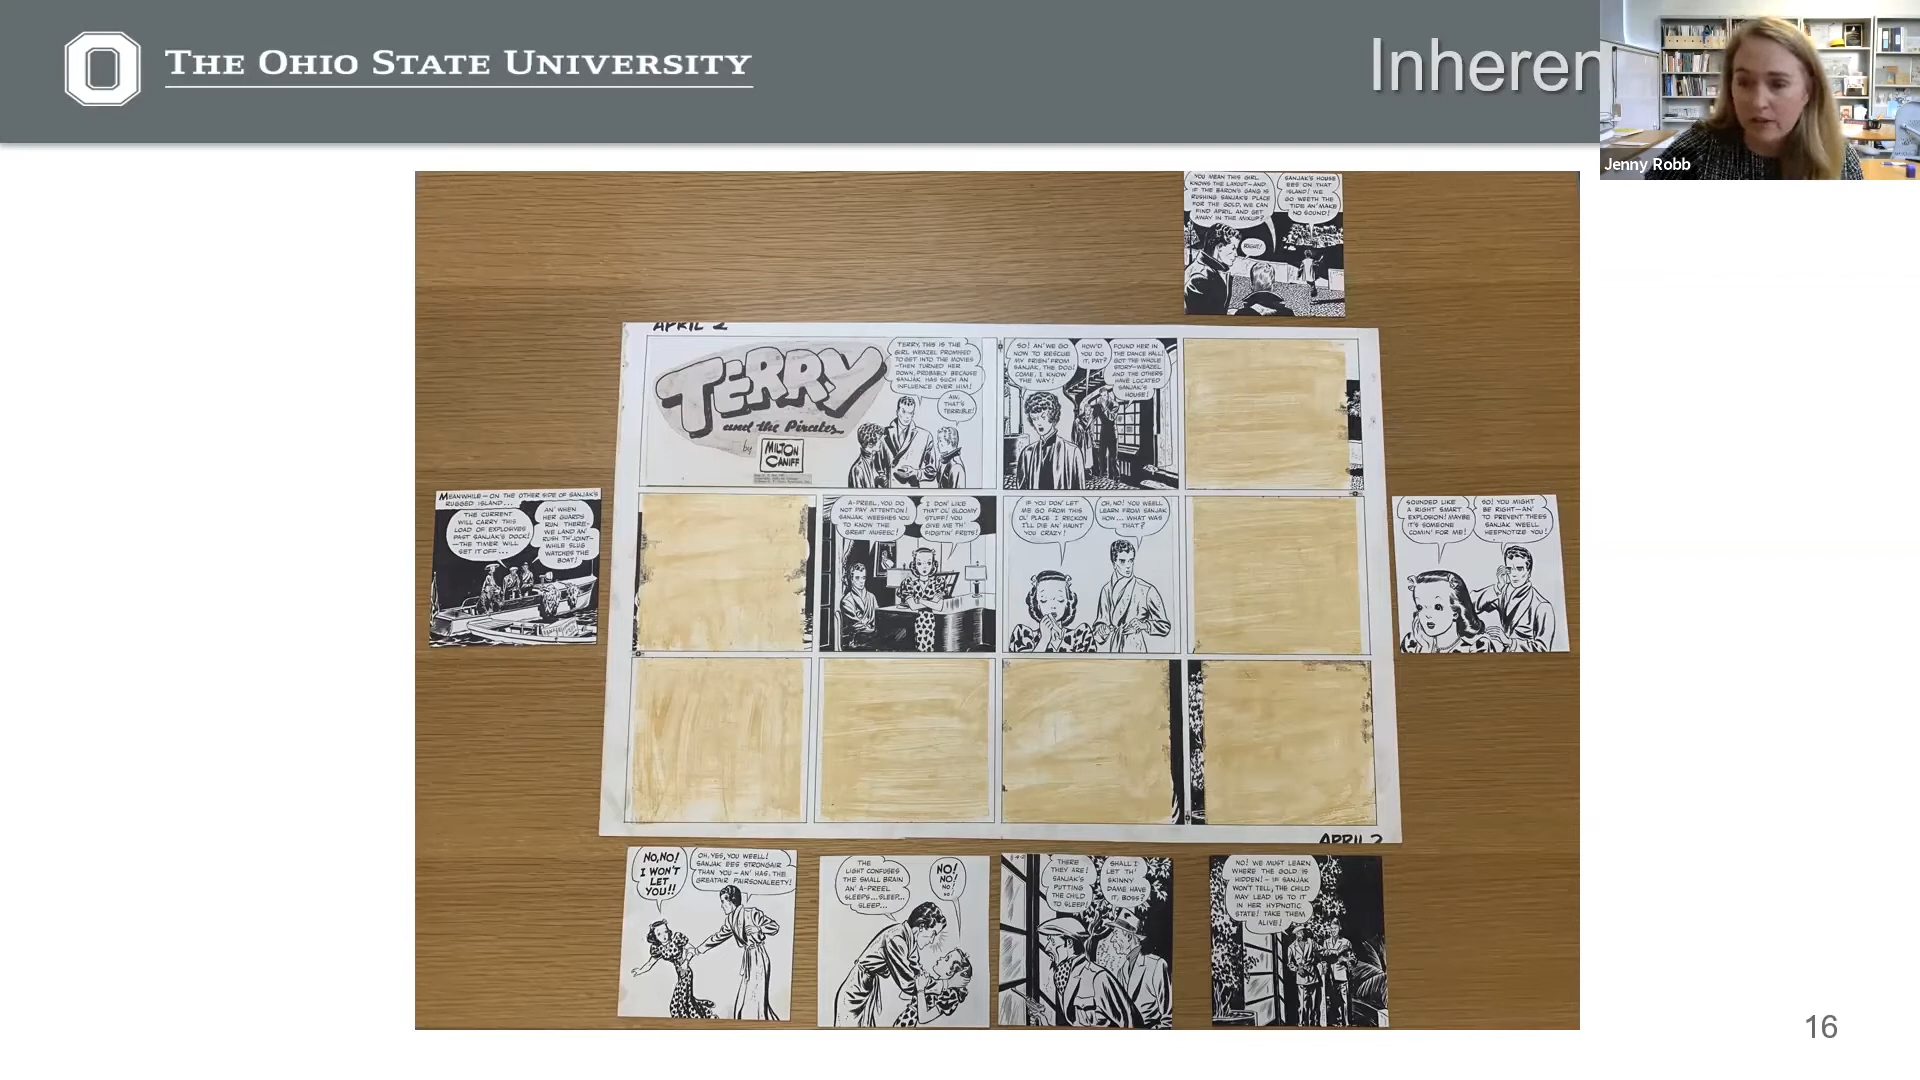 THE OHIO STATE UNIVERSITY
Inheren
Jenny Robb
YOU MEAN THIS GIRL
KNOWS THE LAYOUT—AND
IF THE BARON'S GANG IS
RUSHING SANJAK'S PLACE
FOR THE GOLD, WE CAN
FIND APRIL AND GET
AWAY IN THE MIXUP?
SANJAK'S HOUSE
EES ON THAT
ISLAND! WE
GO WEETH THE
TIDE AN' MAKE
NO SOUND!
RIGHT!
APRIL 2
TERRY
and the Pirates
by
MILTON
CANIFF
TERRY, THIS IS THE
GIRL WEAZEL PROMISED
TO GET INTO THE MOVIES
—THEN TURNED HER
DOWN, PROBABLY BECAUSE
SANJAK HAS SUCH AN
INFLUENCE OVER HIM!
AW,
THAT'S
TERRIBLE!
SO! AN' WE GO
NOW TO RESCUE
MY FRIEN' FROM
SANJAK, THE DOG!
COME, I KNOW
THE WAY!
HOW'D
YOU DO
IT, PAT?
FOUND HER IN
THE DANCE HALL!
GOT THE WHOLE
STORY—WEAZEL
AND THE OTHERS
HAVE LOCATED
SANJAK'S
HOUSE!
MEANWHILE — ON THE OTHER SIDE OF SANJAK'S
RUGGED ISLAND...
THE CURRENT
WILL CARRY THIS
LOAD OF EXPLOSIVES
PAST SANJAK'S DOCK!
—THE TIMER WILL
SET IT OFF...
AN' WHEN
HER GUARDS
RUN THERE—
WE LAND AN'
RUSH TH' JOINT—
WHILE SLUG
WATCHES THE
BOAT!
A-PREEL, YOU DO
NOT PAY ATTENTION!
SANJAK WEESHES YOU
TO KNOW THE
GREAT MUSEEC!
I DON' LIKE
THAT OL' GLOOMY
STUFF! YOU
GIVE ME TH'
FIDGITIN' FRETS!
IF YOU DON' LET
ME GO FROM THIS
OL' PLACE I RECKON
I'LL DIE AN' HAUNT
YOU CRAZY!
OH, NO! YOU WEELL
LEARN FROM SANJAK
HOW... WHAT WAS
THAT?
SOUNDED LIKE
A RIGHT SMART
EXPLOSION! MAYBE
IT'S SOMEONE
COMIN' FOR ME!
SO! YOU MIGHT
BE RIGHT—AN'
TO PREVENT THEES
SANJAK WEELL
HEEPNOTIZE YOU!
APRIL 2
NO, NO!
I WON'T
LET
YOU!!
OH, YES, YOU WEELL!
SANJAK EES STRONGAIR
THAN YOU — AN' HAS THE
GREATAIR PAIRSONALEETY!
THE
LIGHT CONFUSES
THE SMALL BRAIN
AN' A-PREEL
SLEEPS... SLEEP...
SLEEP...
NO!
NO!
NO!
NO!
THERE
THEY ARE!
SANJAK'S
PUTTING
THE CHILD
TO SLEEP!
SHALL I
LET TH'
SKINNY
DAME HAVE
IT, BOSS?
NO! WE MUST LEARN
WHERE THE GOLD IS
HIDDEN! — IF SANJAK
WON'T TELL, THE CHILD
MAY LEAD US TO IT
IN HER HYPNOTIC
STATE! TAKE THEM
ALIVE!
16